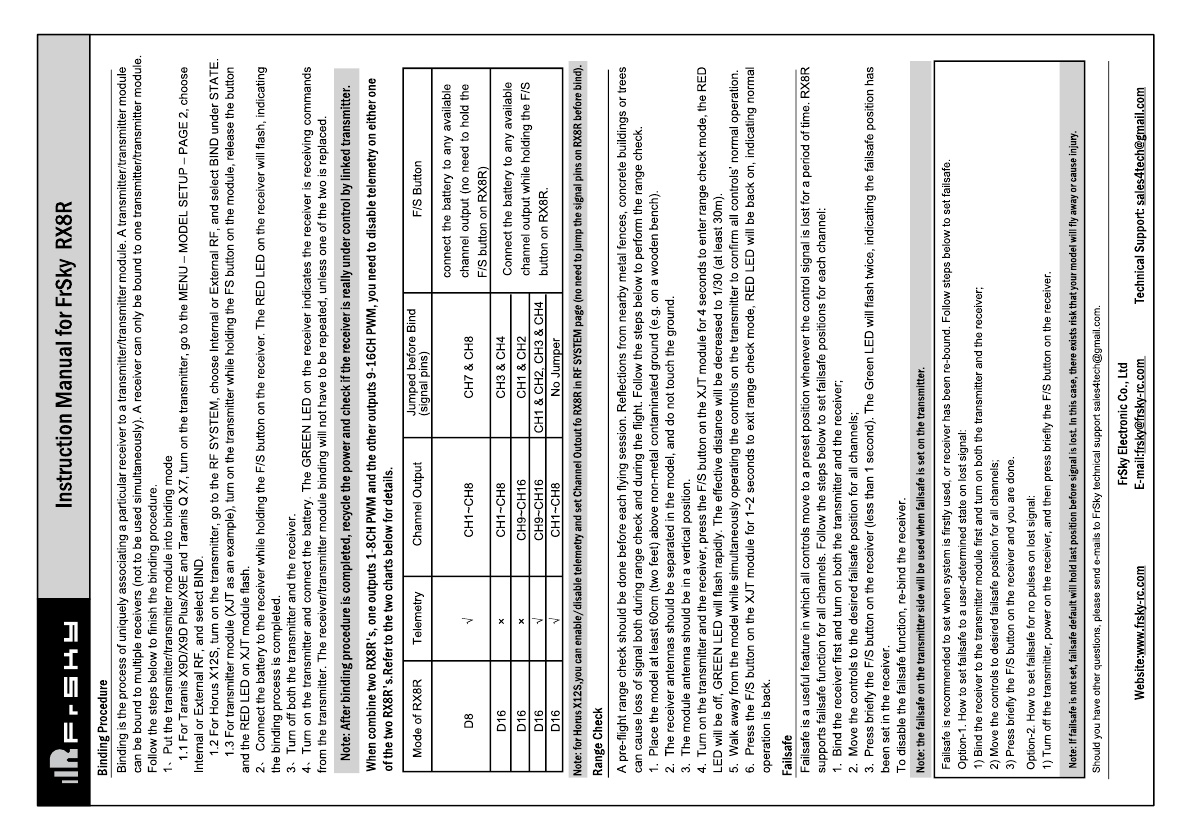 FrSKY
Instruction Manual for FrSky RX8R
Binding Procedure
Binding is the process of uniquely associating a particular receiver to a transmitter/transmitter module. A transmitter/transmitter module
can be bound to multiple receivers (not to be used simultaneously). A receiver can only be bound to one transmitter/transmitter module.
Follow the steps below to finish the binding procedure.
1、Put the transmitter/transmitter module into binding mode
1.1 For Taranis X9D/X9D Plus/X9E and Taranis Q X7, turn on the transmitter, go to the MENU – MODEL SETUP – PAGE 2, choose
Internal or External RF, and select BIND.
1.2 For Horus X12S, turn on the transmitter, go to the RF SYSTEM, choose Internal or External RF, and select BIND under STATE.
1.3 For transmitter module (XJT as an example), turn on the transmitter while holding the FS button on the module, release the button
and the RED LED on XJT module flash.
2、Connect the battery to the receiver while holding the F/S button on the receiver. The RED LED on the receiver will flash, indicating
the binding process is completed.
3、Turn off both the transmitter and the receiver.
4、Turn on the transmitter and connect the battery. The GREEN LED on the receiver indicates the receiver is receiving commands
from the transmitter. The receiver/transmitter module binding will not have to be repeated, unless one of the two is replaced.
Note: After binding procedure is completed, recycle the power and check if the receiver is really under control by linked transmitter.
When combine two RX8R's, one outputs 1-8CH PWM and the other outputs 9-16CH PWM, you need to disable telemetry on either one
of the two RX8R's.Refer to the two charts below for details.
Mode of RX8R Telemetry Channel Output Jumped before Bind (signal pins) F/S Button
D8 √ CH1~CH8 CH7 & CH8 connect the battery to any available
channel output (no need to hold the
F/S button on RX8R)
D16 × CH1~CH8 CH3 & CH4 Connect the battery to any available
channel output while holding the F/S
button on RX8R.
D16 × CH9~CH16 CH1 & CH2
D16 √ CH9~CH16 CH1 & CH2, CH3 & CH4
D16 √ CH1~CH8 No Jumper
Note: for Horus X12S,you can enable/disable telemetry and set Channel Outout fo RX8R in RF SYSTEM page (no need to jump the signal pins on RX8R before bind).
Range Check
A pre-flight range check should be done before each flying session. Reflections from nearby metal fences, concrete buildings or trees
can cause loss of signal both during range check and during the flight. Follow the steps below to perform the range check.
1. Place the model at least 60cm (two feet) above non-metal contaminated ground (e.g. on a wooden bench).
2. The receiver antennas should be separated in the model, and do not touch the ground.
3. The module antenna should be in a vertical position.
4. Turn on the transmitter and the receiver, press the F/S button on the XJT module for 4 seconds to enter range check mode, the RED
LED will be off, GREEN LED will flash rapidly. The effective distance will be decreased to 1/30 (at least 30m).
5. Walk away from the model while simultaneously operating the controls on the transmitter to confirm all controls' normal operation.
6. Press the F/S button on the XJT module for 1~2 seconds to exit range check mode, RED LED will be back on, indicating normal
operation is back.
Failsafe
Failsafe is a useful feature in which all controls move to a preset position whenever the control signal is lost for a period of time. RX8R
supports failsafe function for all channels. Follow the steps below to set failsafe positions for each channel:
1. Bind the receiver first and turn on both the transmitter and the receiver;
2. Move the controls to the desired failsafe position for all channels;
3. Press briefly the F/S button on the receiver (less than 1 second). The Green LED will flash twice, indicating the failsafe position has
been set in the receiver.
To disable the failsafe function, re-bind the receiver.
Note: the failsafe on the transmitter side will be used when failsafe is set on the transmitter.
Failsafe is recommended to set when system is firstly used, or receiver has been re-bound. Follow steps below to set failsafe.
Option-1. How to set failsafe to a user-determined state on lost signal:
1) Bind the receiver to the transmitter module first and turn on both the transmitter and the receiver;
2) Move the controls to desired failsafe position for all channels;
3) Press briefly the F/S button on the receiver and you are done.
Option-2. How to set failsafe for no pulses on lost signal:
1) Turn off the transmitter, power on the receiver, and then press briefly the F/S button on the receiver.
Note: If failsafe is not set, failsafe default will hold last position before signal is lost. In this case, there exists risk that your model will fly away or cause injury.
Should you have other questions, please send e-mails to FrSky technical support sales4tech@gmail.com.
FrSky Electronic Co., Ltd
Website:www.frsky-rc.com E-mail:frsky@frsky-rc.com Technical Support: sales4tech@gmail.com